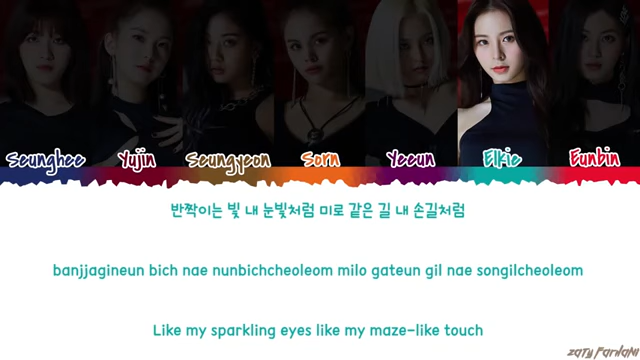 Seunghee Yujin Seungyeon Sorn Yeeun Elkie Eunbin
반짝이는 빛 내 눈빛처럼 미로 같은 길 내 손길처럼
banjjagineun bich nae nunbichcheoleom milo gateun gil nae songilcheoleom
Like my sparkling eyes like my maze-like touch
ZaTy FaRHaNi